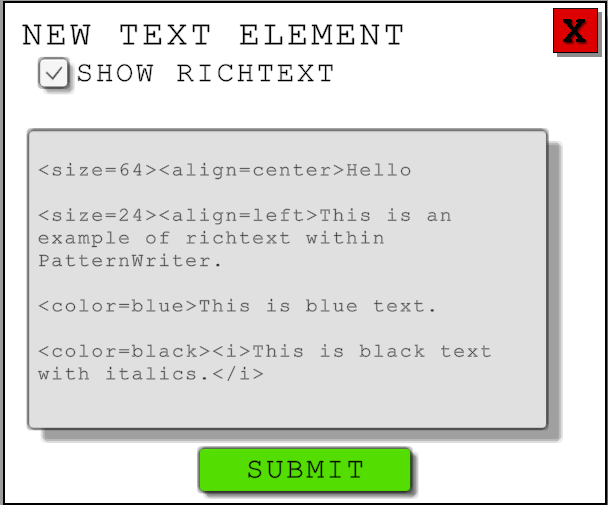 NEW TEXT ELEMENT
X
SHOW RICHTEXT
<size=64><align=center>Hello
<size=24><align=left>This is an
example of richtext within
PatternWriter.
<color=blue>This is blue text.
<color=black><i>This is black text
with italics.</i>
SUBMIT